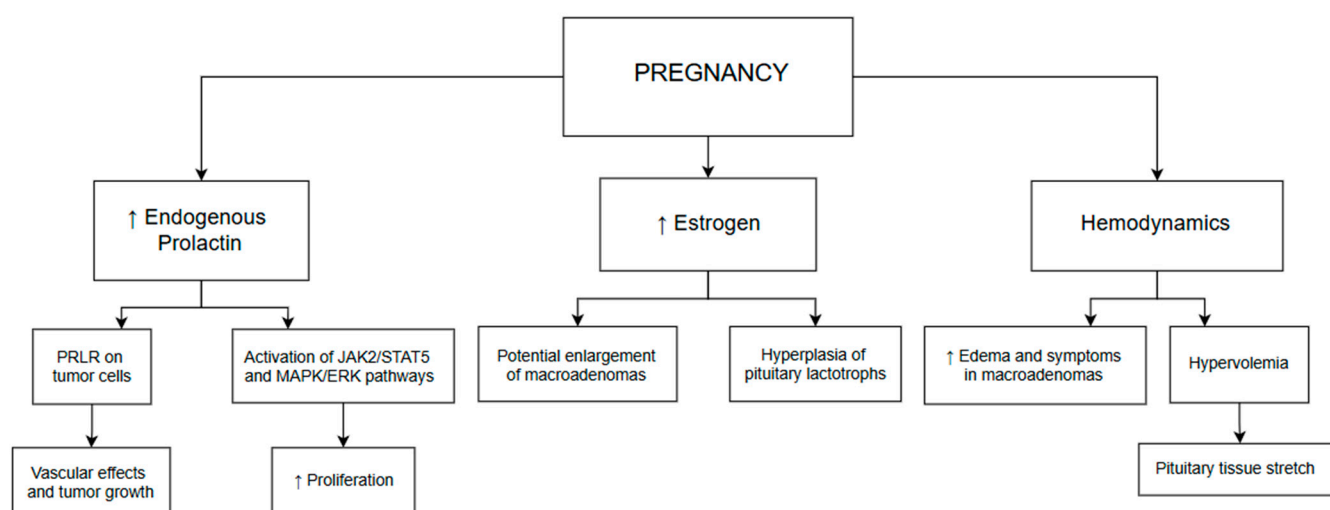 PREGNANCY
↑ Endogenous
Prolactin
↑ Estrogen
Hemodynamics
PRLR on
tumor cells
Activation of JAK2/STAT5
and MAPK/ERK pathways
Potential enlargement
of macroadenomas
Hyperplasia of
pituitary lactotrophs
↑ Edema and symptoms
in macroadenomas
Hypervolemia
Vascular effects
and tumor growth
↑ Proliferation
Pituitary tissue stretch